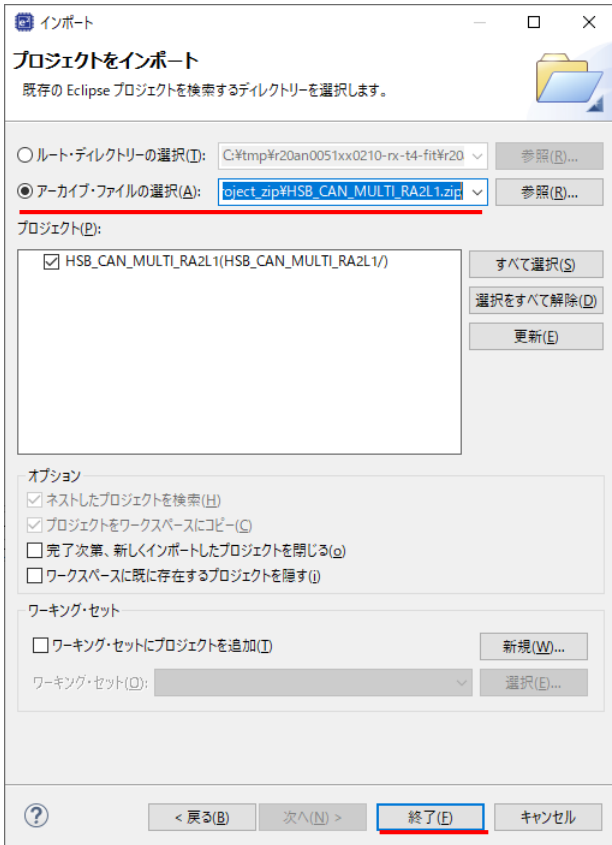 インポート
プロジェクトをインポート
既存の Eclipse プロジェクトを検索するディレクトリーを選択します。
ルート・ディレクトリーの選択(T): C:¥tmp¥r20an0051xx0210-rx-t4-fit¥r20 参照(R)...
アーカイブ・ファイルの選択(A): roject_zip¥HSB_CAN_MULTI_RA2L1.zip 参照(R)...
プロジェクト(P):
HSB_CAN_MULTI_RA2L1(HSB_CAN_MULTI_RA2L1/)
すべて選択(S)
選択をすべて解除(D)
更新(E)
オプション
ネストしたプロジェクトを検索(H)
プロジェクトをワークスペースにコピー(C)
完了次第、新しくインポートしたプロジェクトを閉じる(o)
ワークスペースに既に存在するプロジェクトを隠す(i)
ワーキング・セット
ワーキング・セットにプロジェクトを追加(T) 新規(W)...
ワーキング・セット(O): 選択(E)...
? < 戻る(B) 次へ(N) > 終了(F) キャンセル